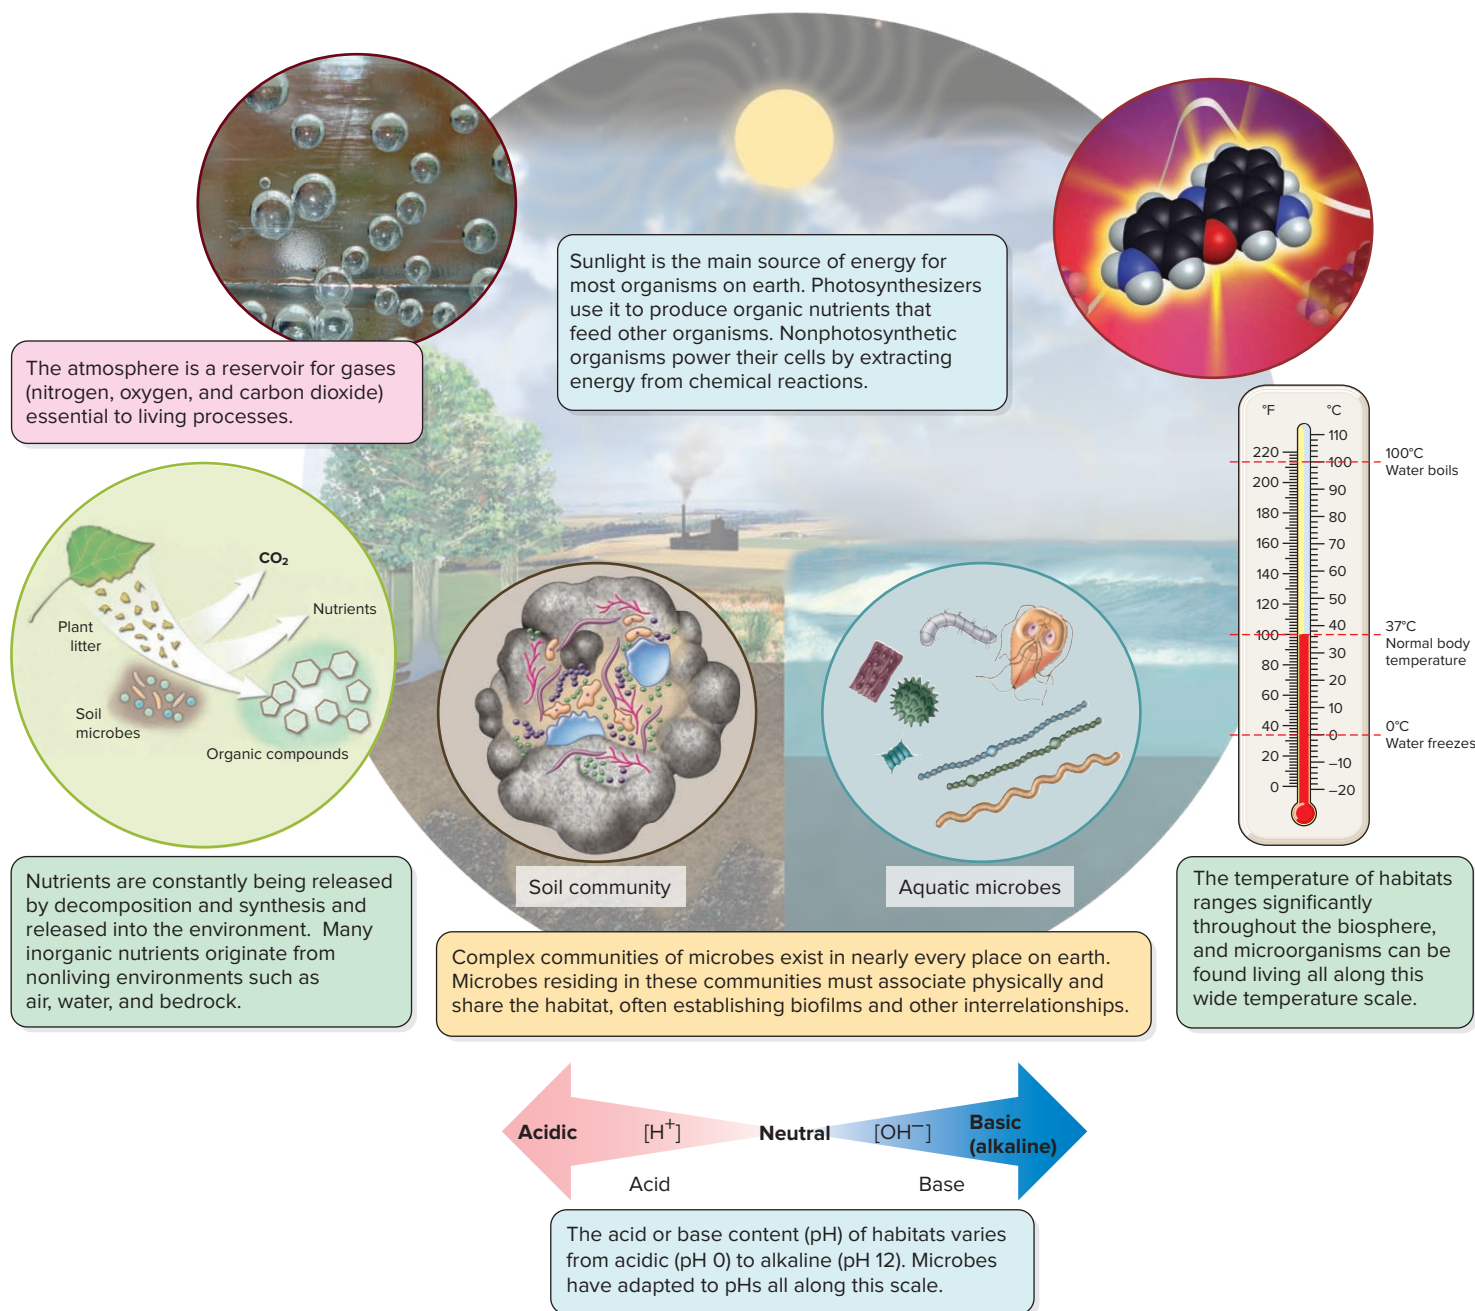 Sunlight is the main source of energy for
most organisms on earth. Photosynthesizers
use it to produce organic nutrients that
feed other organisms. Nonphotosynthetic
organisms power their cells by extracting
energy from chemical reactions.
The atmosphere is a reservoir for gases
(nitrogen, oxygen, and carbon dioxide)
essential to living processes.
°F °C
220
200
180
160
140
120
100
80
60
40
20
0
110
100
90
80
70
60
50
40
30
20
10
0
–10
–20
100°C
Water boils
37°C
Normal body
temperature
0°C
Water freezes
CO₂
Nutrients
Plant
litter
Soil
microbes
Organic compounds
Soil community
Aquatic microbes
Nutrients are constantly being released
by decomposition and synthesis and
released into the environment. Many
inorganic nutrients originate from
nonliving environments such as
air, water, and bedrock.
Complex communities of microbes exist in nearly every place on earth.
Microbes residing in these communities must associate physically and
share the habitat, often establishing biofilms and other interrelationships.
The temperature of habitats
ranges significantly
throughout the biosphere,
and microorganisms can be
found living all along this
wide temperature scale.
Acidic [H⁺] Neutral [OH⁻] Basic
(alkaline)
Acid Base
The acid or base content (pH) of habitats varies
from acidic (pH 0) to alkaline (pH 12). Microbes
have adapted to pHs all along this scale.